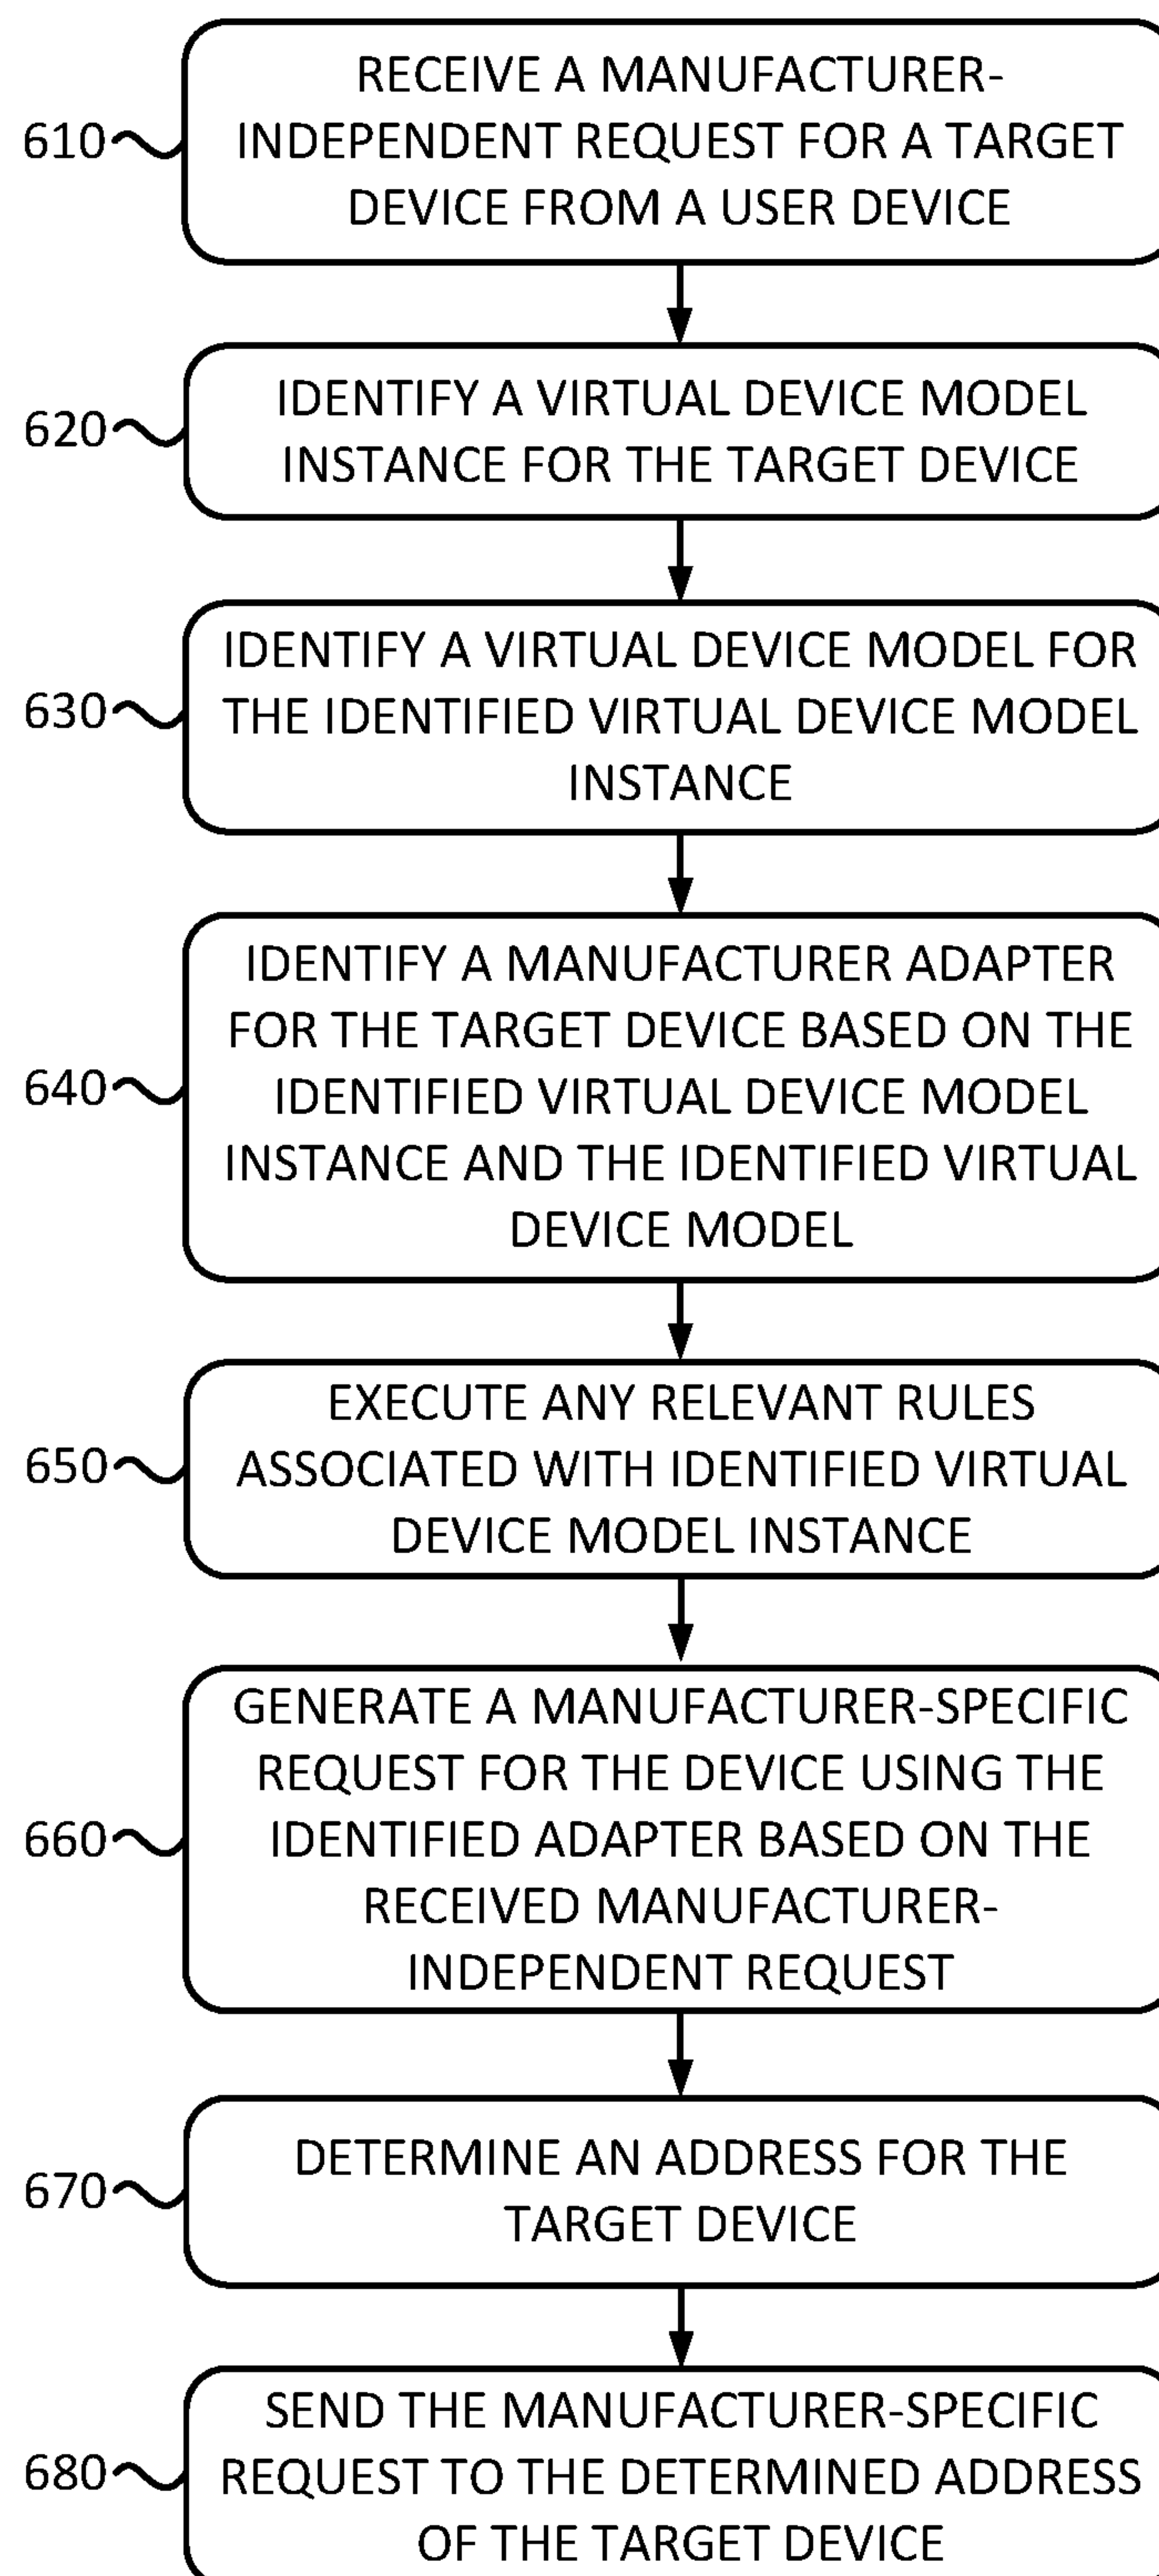 RECEIVE A MANUFACTURER-
610 INDEPENDENT REQUEST FOR A TARGET
DEVICE FROM A USER DEVICE
IDENTIFY A VIRTUAL DEVICE MODEL
620
INSTANCE FOR THE TARGET DEVICE
IDENTIFY A VIRTUAL DEVICE MODEL FOR
630 THE IDENTIFIED VIRTUAL DEVICE MODEL
INSTANCE
IDENTIFY A MANUFACTURER ADAPTER
FOR THE TARGET DEVICE BASED ON THE
640 IDENTIFIED VIRTUAL DEVICE MODEL
INSTANCE AND THE IDENTIFIED VIRTUAL
DEVICE MODEL
EXECUTE ANY RELEVANT RULES
650 ASSOCIATED WITH IDENTIFIED VIRTUAL
DEVICE MODEL INSTANCE
GENERATE A MANUFACTURER-SPECIFIC
REQUEST FOR THE DEVICE USING THE
660 IDENTIFIED ADAPTER BASED ON THE
RECEIVED MANUFACTURER-
INDEPENDENT REQUEST
DETERMINE AN ADDRESS FOR THE
670
TARGET DEVICE
SEND THE MANUFACTURER-SPECIFIC
680 REQUEST TO THE DETERMINED ADDRESS
OF THE TARGET DEVICE